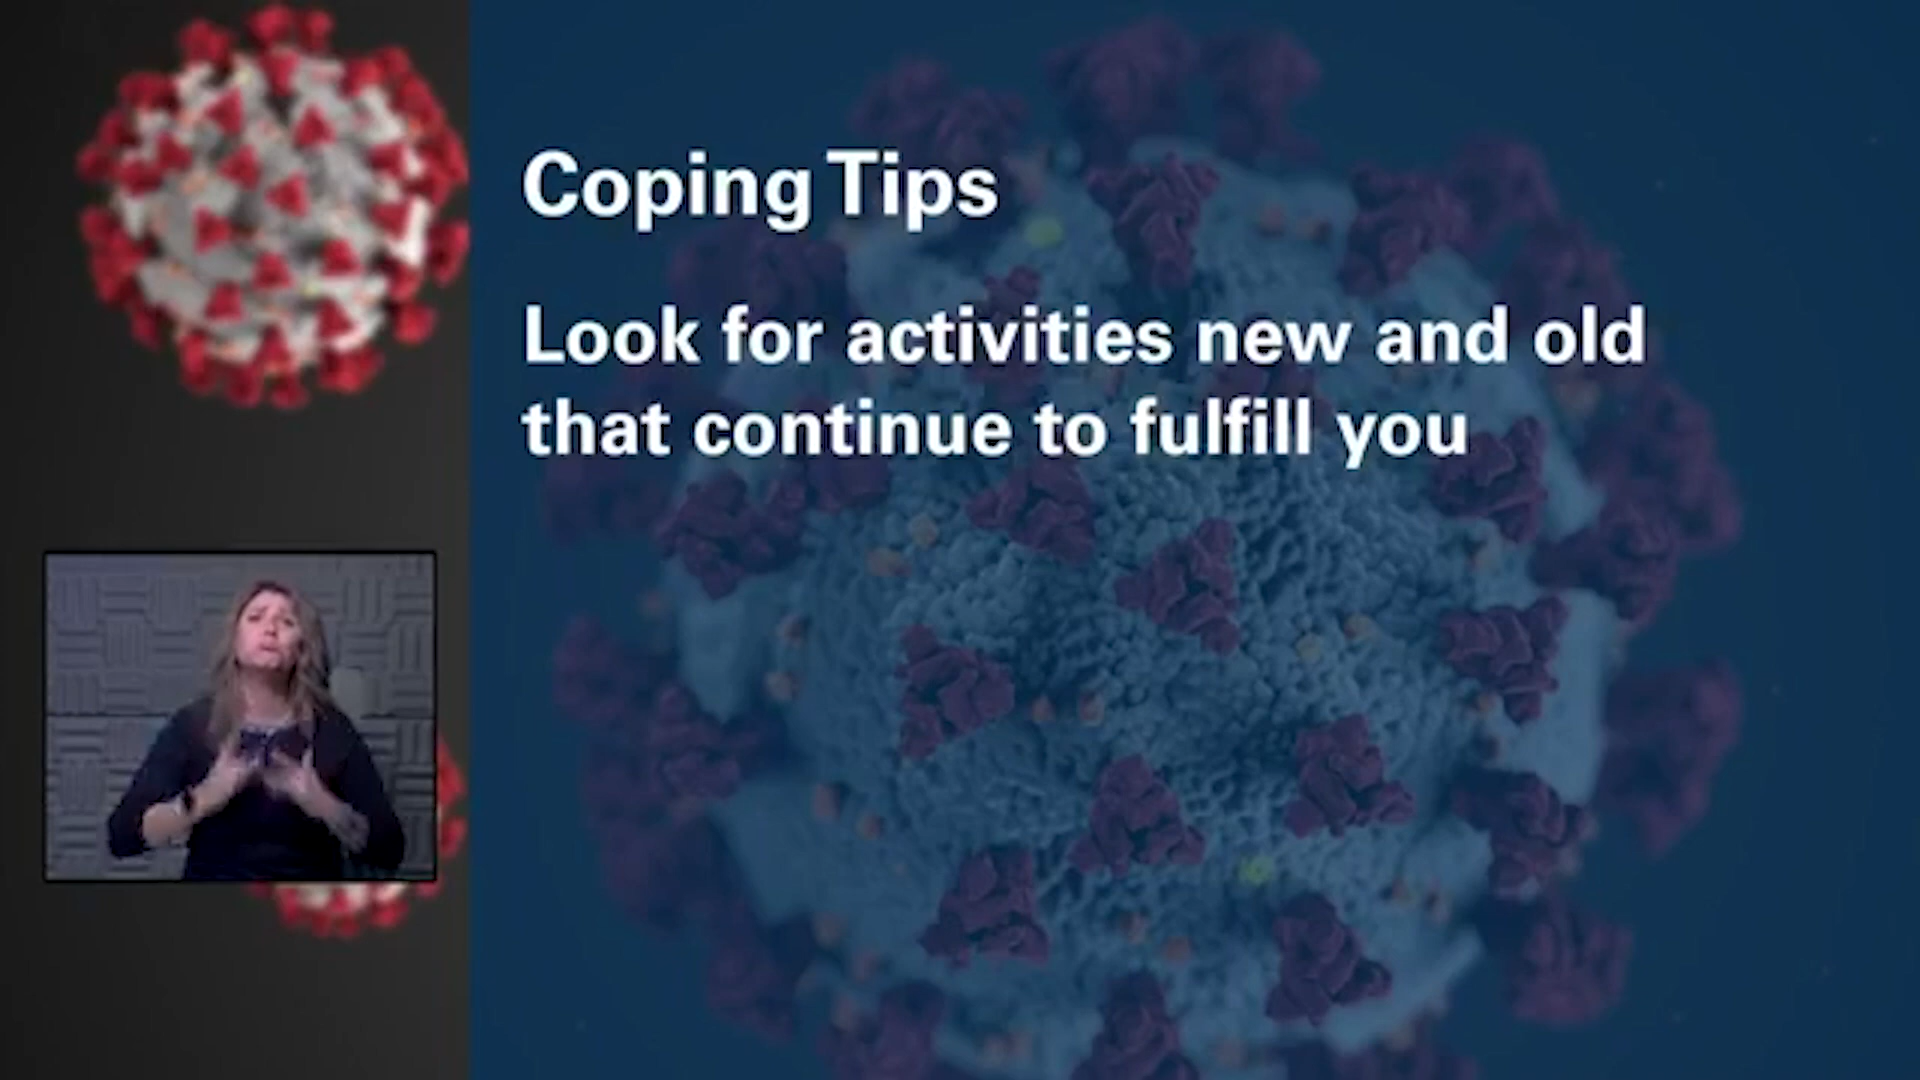 Coping Tips
Look for activities new and old
that continue to fulfill you